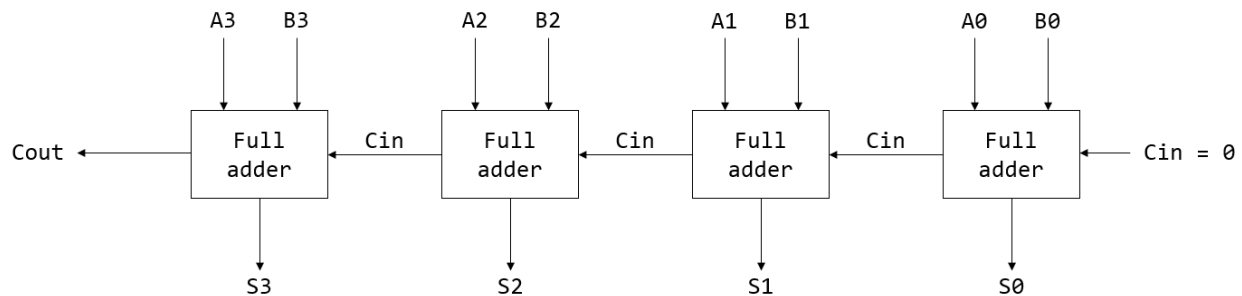 A3 B3 A2 B2 A1 B1 A0 B0
Full adder Full adder Full adder Full adder
Cout Cin Cin Cin Cin = 0
S3 S2 S1 S0